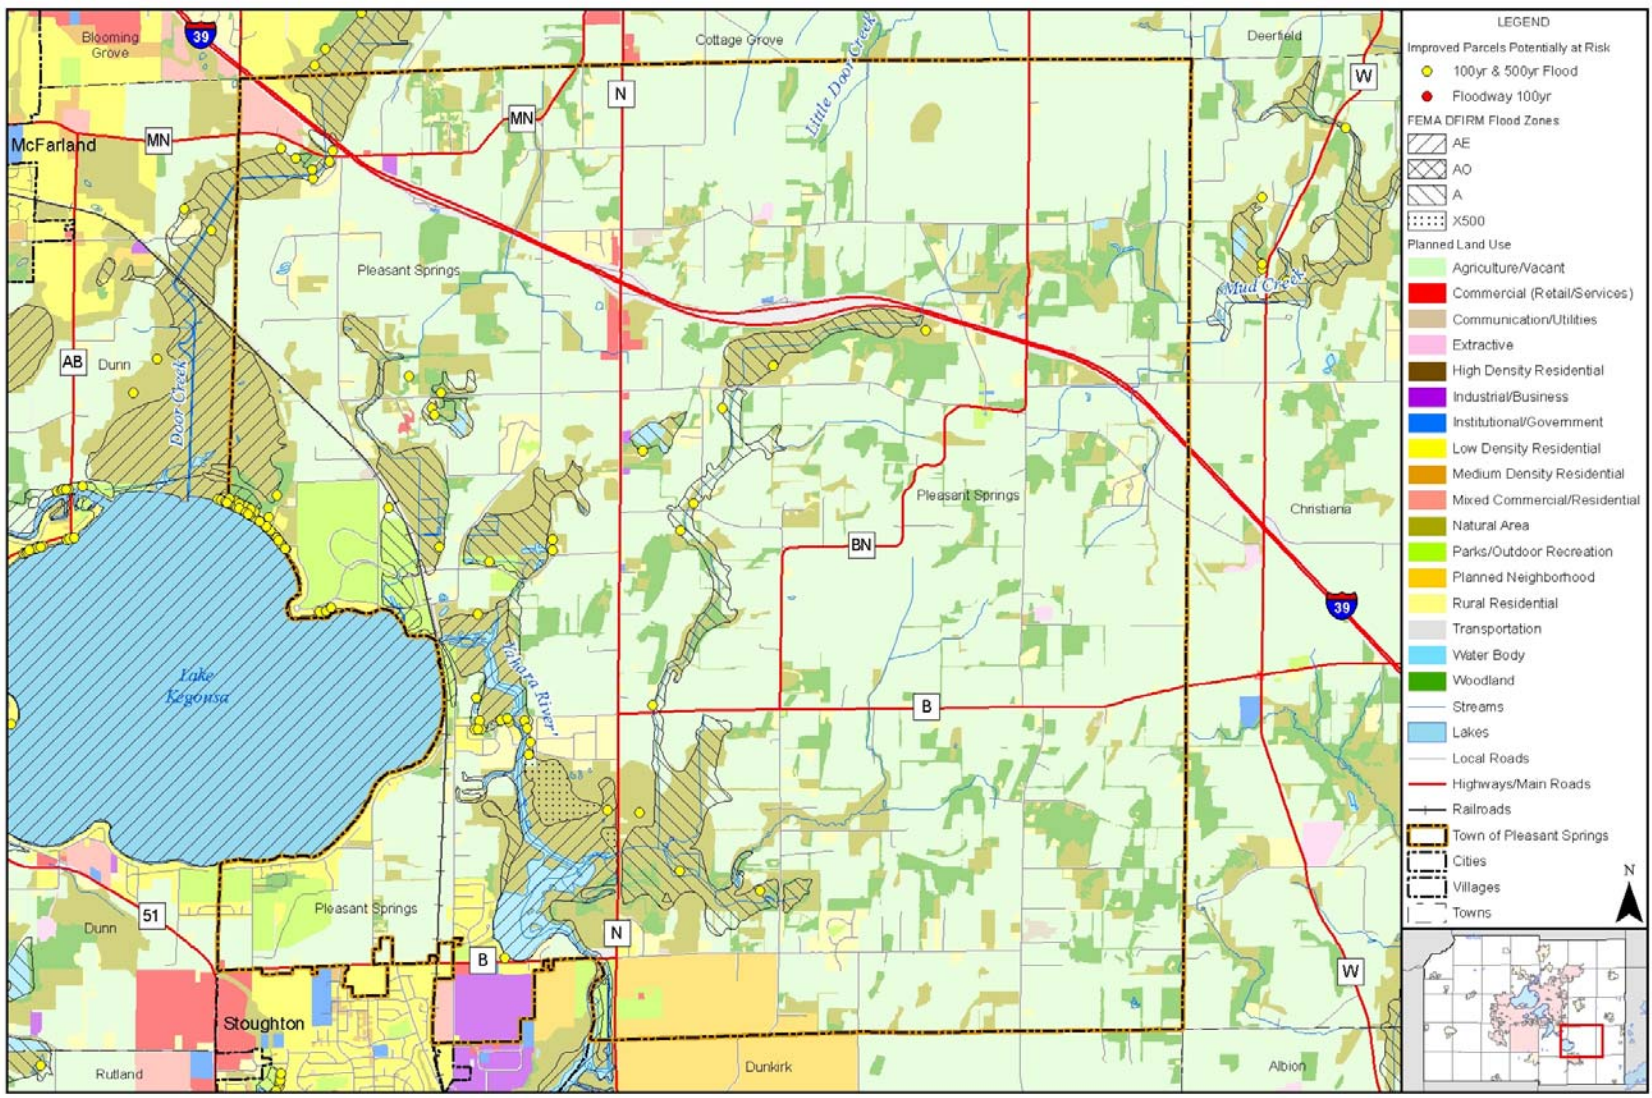 Blooming
Grove
39
Cottage Grove
Little Door Creek
Deerfield
W
N
MN
MN
McFarland
Pleasant Springs
Mud Creek
AB
Dunn
Door Creek
Pleasant Springs
Christiana
BN
39
Lake
Kegonsa
Yahara River
B
Pleasant Springs
51
Dunn
N
B
W
Stoughton
Rutland
Dunkirk
Albion
LEGEND
Improved Parcels Potentially at Risk
100yr & 500yr Flood
Floodway 100yr
FEMA DFIRM Flood Zones
AE
AO
A
X500
Planned Land Use
Agriculture/Vacant
Commercial (Retail/Services)
Communication/Utilities
Extractive
High Density Residential
Industrial/Business
Institutional/Government
Low Density Residential
Medium Density Residential
Mixed Commercial/Residential
Natural Area
Parks/Outdoor Recreation
Planned Neighborhood
Rural Residential
Transportation
Water Body
Woodland
Streams
Lakes
Local Roads
Highways/Main Roads
Railroads
Town of Pleasant Springs
Cities
Villages
Towns
N